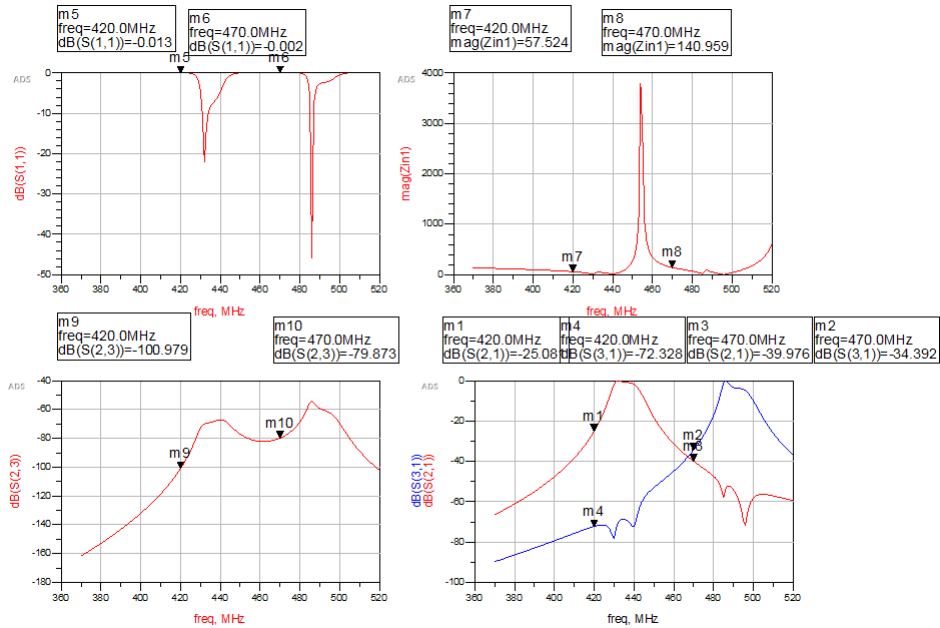 m5
freq=420.0MHz
dB(S(1,1))=-0.013
m6
freq=470.0MHz
dB(S(1,1))=-0.002
m7
freq=420.0MHz
mag(Zin1)=57.524
m8
freq=470.0MHz
mag(Zin1)=140.959
ADS
m5
m6
0
-10
-20
-30
-40
-50
dB(S(1,1))
360
380
400
420
440
460
480
500
520
freq, MHz
ADS
4000
3000
2000
1000
0
mag(Zin1)
m7
m8
360
380
400
420
440
460
480
500
520
freq, MHz
m9
freq=420.0MHz
dB(S(2,3))=-100.979
m10
freq=470.0MHz
dB(S(2,3))=-79.873
m1
freq=420.0MHz
dB(S(2,1))=-25.08
m4
freq=420.0MHz
dB(S(3,1))=-72.328
m3
freq=470.0MHz
dB(S(2,1))=-39.976
m2
freq=470.0MHz
dB(S(3,1))=-34.392
ADS
-40
-60
-80
-100
-120
-140
-160
-180
dB(S(2,3))
m9
m10
360
380
400
420
440
460
480
500
520
freq, MHz
ADS
0
-20
-40
-60
-80
-100
dB(S(3,1))
dB(S(2,1))
m1
m2
m3
m4
360
380
400
420
440
460
480
500
520
freq, MHz